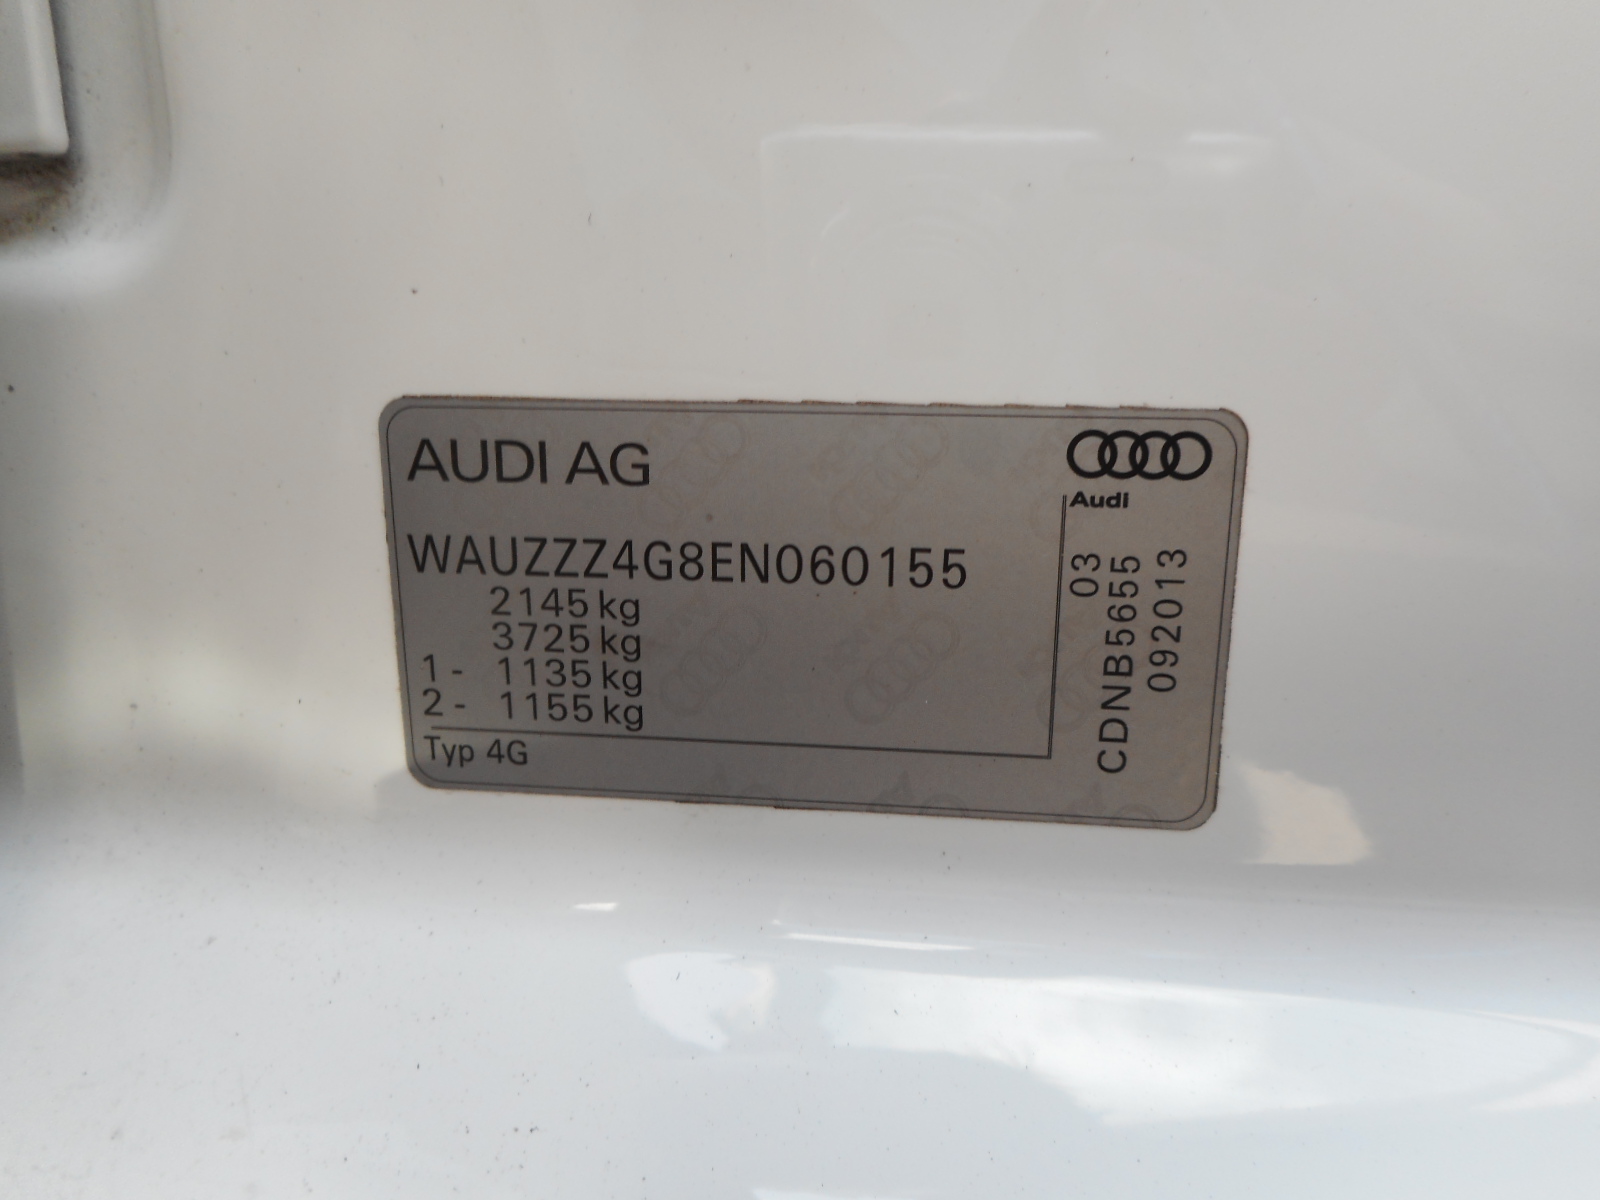 AUDI AG
Audi
WAUZZZ4G8EN060155
2145 kg
3725 kg
1 - 1135 kg
2 - 1155 kg
Typ 4G
03
CDNB5655
092013